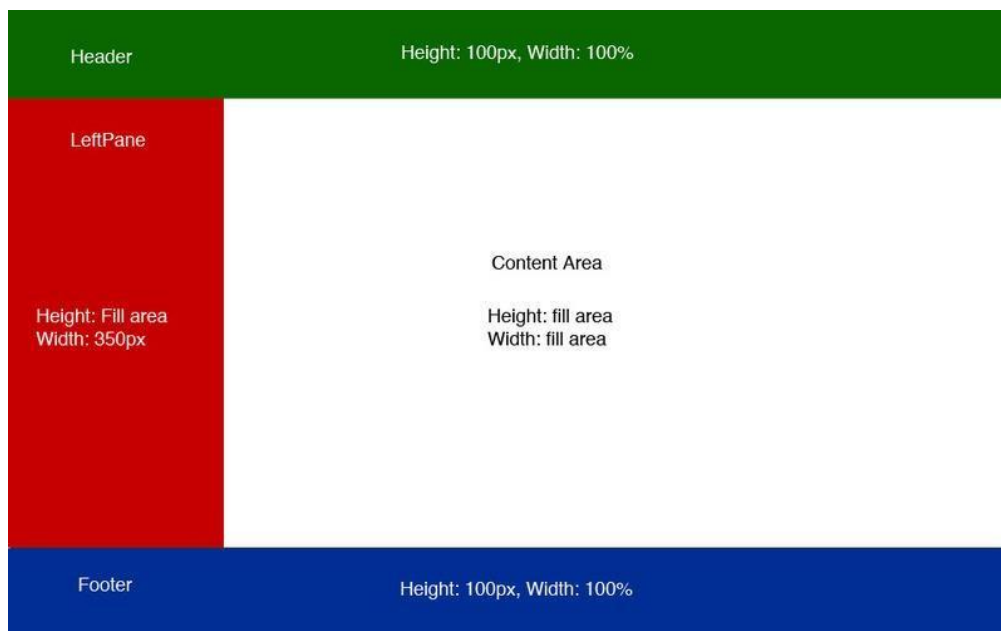 Header
Height: 100px, Width: 100%
LeftPane
Content Area
Height: Fill area
Width: 350px
Height: fill area
Width: fill area
Footer
Height: 100px, Width: 100%